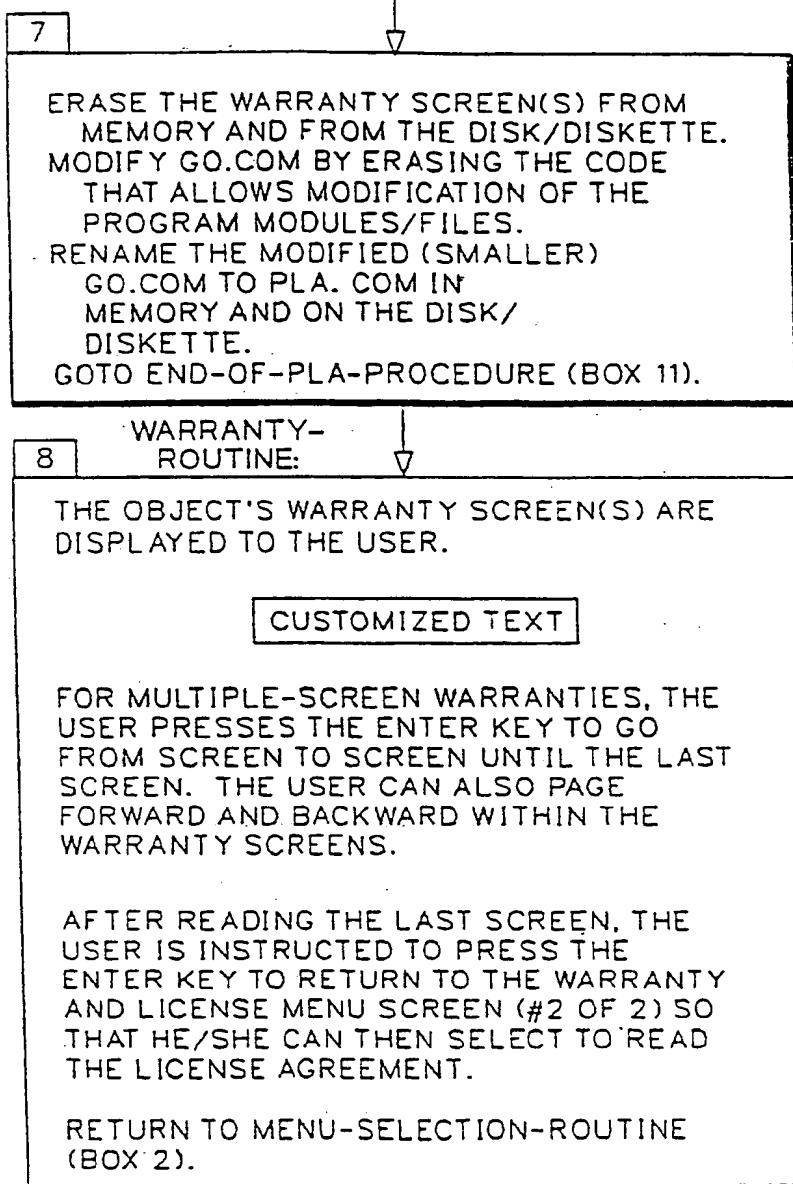 7
ERASE THE WARRANTY SCREEN(S) FROM
MEMORY AND FROM THE DISK/DISKETTE.
MODIFY GO.COM BY ERASING THE CODE
THAT ALLOWS MODIFICATION OF THE
PROGRAM MODULES/FILES.
RENAME THE MODIFIED (SMALLER)
GO.COM TO PLA. COM IN
MEMORY AND ON THE DISK/
DISKETTE.
GOTO END-OF-PLA-PROCEDURE (BOX 11).
WARRANTY-
8 ROUTINE:
THE OBJECT'S WARRANTY SCREEN(S) ARE
DISPLAYED TO THE USER.
CUSTOMIZED TEXT
FOR MULTIPLE-SCREEN WARRANTIES, THE
USER PRESSES THE ENTER KEY TO GO
FROM SCREEN TO SCREEN UNTIL THE LAST
SCREEN. THE USER CAN ALSO PAGE
FORWARD AND BACKWARD WITHIN THE
WARRANTY SCREENS.
AFTER READING THE LAST SCREEN, THE
USER IS INSTRUCTED TO PRESS THE
ENTER KEY TO RETURN TO THE WARRANTY
AND LICENSE MENU SCREEN (#2 OF 2) SO
THAT HE/SHE CAN THEN SELECT TO READ
THE LICENSE AGREEMENT.
RETURN TO MENU-SELECTION-ROUTINE
(BOX 2).